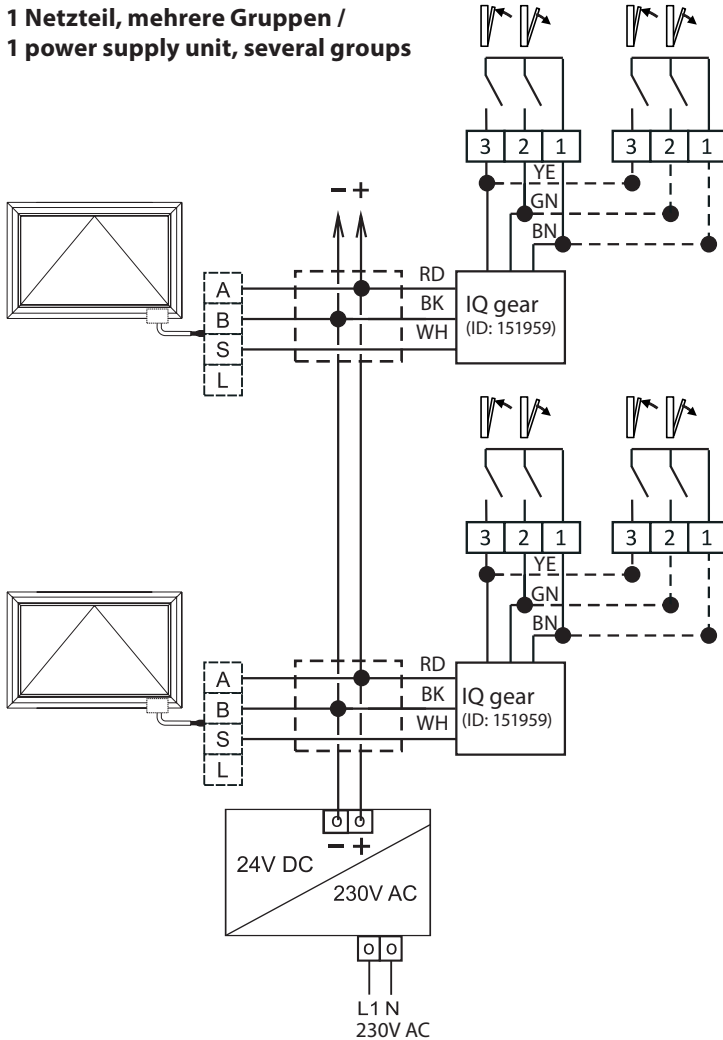 1 Netzteil, mehrere Gruppen /
1 power supply unit, several groups
3 2 1 3 2 1
YE
GN
BN
– +
A RD
B BK
S WH
L
IQ gear
(ID: 151959)
3 2 1 3 2 1
YE
GN
BN
A RD
B BK
S WH
L
IQ gear
(ID: 151959)
– +
24V DC
230V AC
L1 N
230V AC